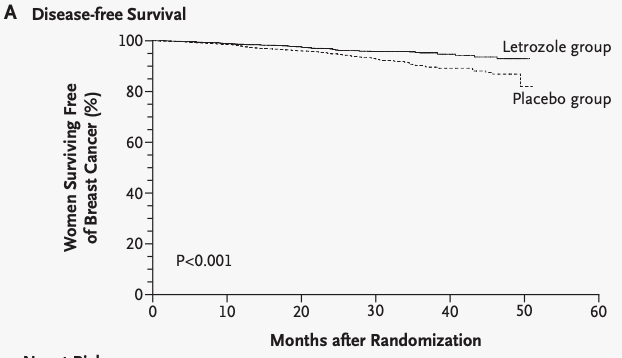 A Disease-free Survival
100
80
60
40
20
0
Women Surviving Free
of Breast Cancer (%)
Letrozole group
Placebo group
P<0.001
0 10 20 30 40 50 60
Months after Randomization